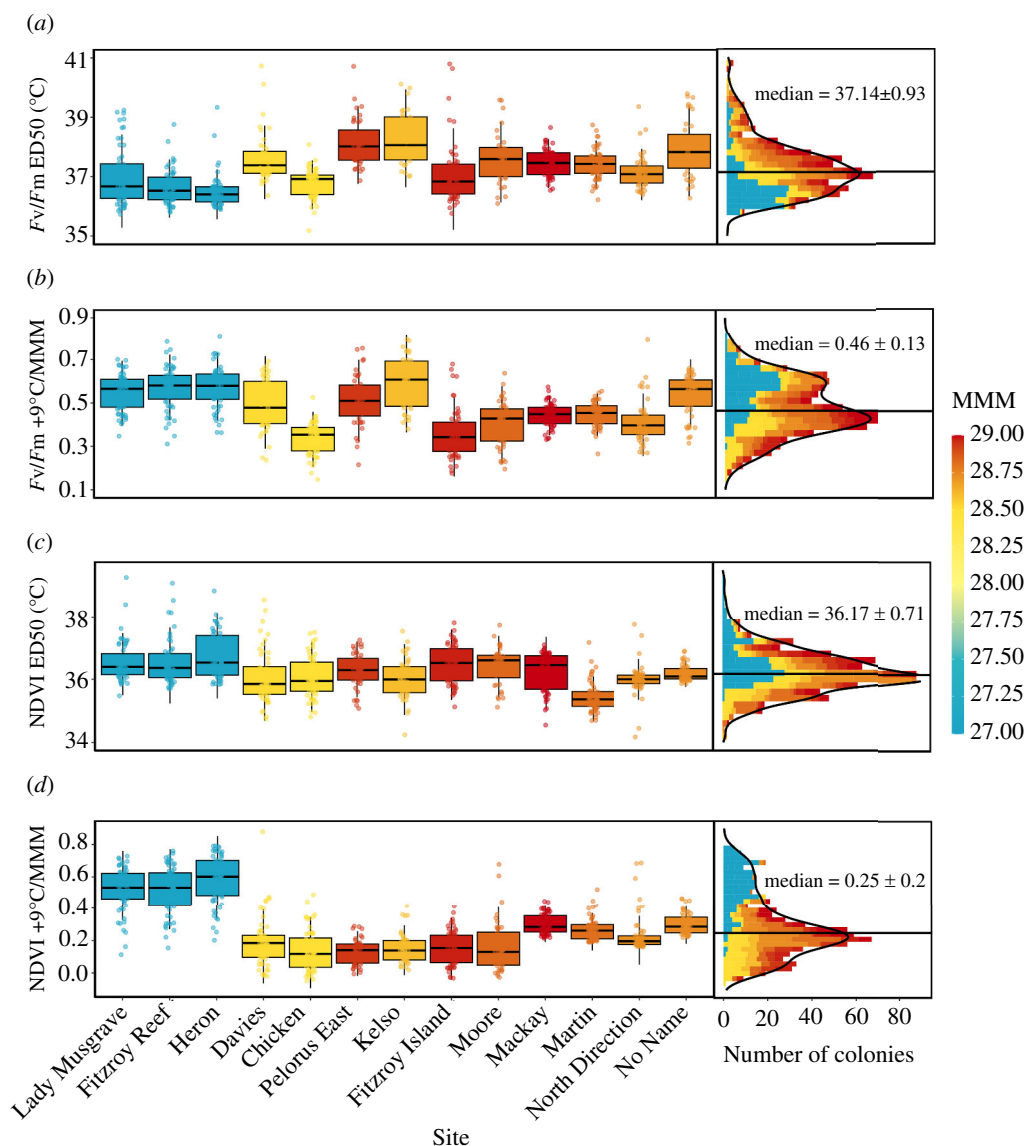 (a)
Fv/Fm ED50 (°C)
41
39
37
35
median = 37.14±0.93
(b)
Fv/Fm +9°C/MMM
0.9
0.7
0.5
0.3
0.1
median = 0.46 ± 0.13
MMM
29.00
28.75
28.50
28.25
28.00
27.75
27.50
27.25
27.00
(c)
NDVI ED50 (°C)
38
36
34
median = 36.17 ± 0.71
(d)
NDVI +9°C/MMM
0.8
0.6
0.4
0.2
0.0
median = 0.25 ± 0.2
0 20 40 60 80
Number of colonies
Lady Musgrave
Fitzroy Reef
Heron
Davies
Chicken
Pelorus East
Kelso
Fitzroy Island
Moore
Mackay
Martin
North Direction
No Name
Site